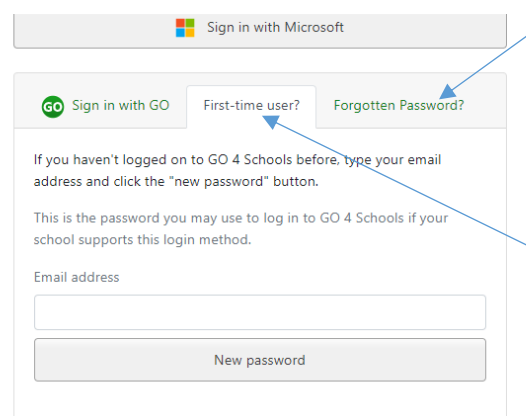 Sign in with Microsoft
GO Sign in with GO First-time user? Forgotten Password?
If you haven't logged on to GO 4 Schools before, type your email
address and click the "new password" button.
This is the password you may use to log in to GO 4 Schools if your
school supports this login method.
Email address
New password